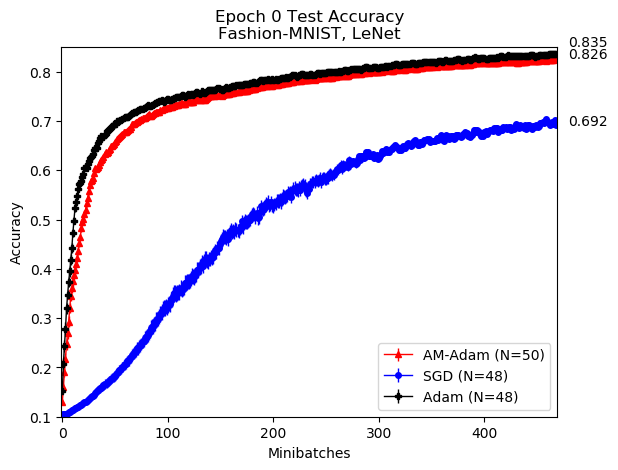 Epoch 0 Test Accuracy
Fashion-MNIST, LeNet
0.835
0.826
0.692
0.8
0.7
0.6
0.5
0.4
0.3
0.2
0.1
Accuracy
AM-Adam (N=50)
SGD (N=48)
Adam (N=48)
0
100
200
300
400
Minibatches